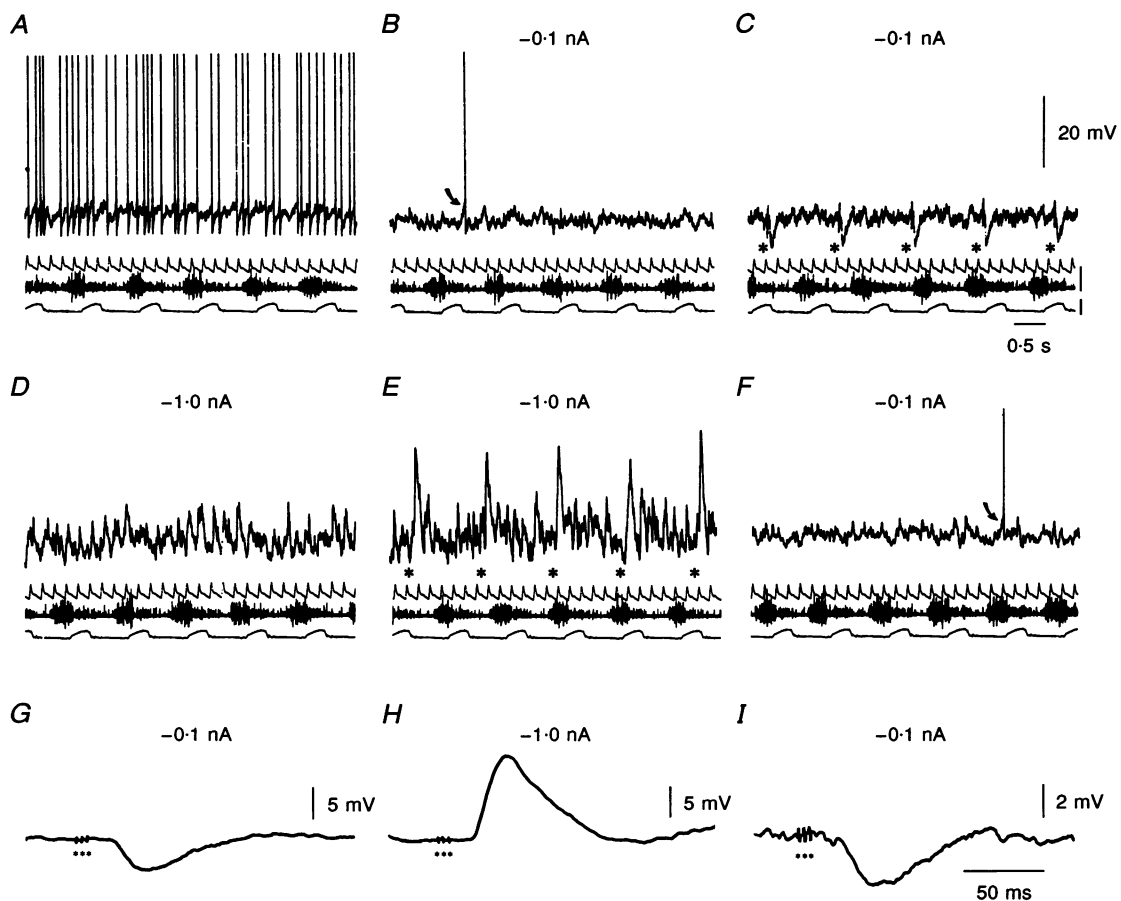 A
B
−0·1 nA
C
−0·1 nA
20 mV
* * * * *
0·5 s
D
−1·0 nA
E
−1·0 nA
* * * * *
F
−0·1 nA
G
−0·1 nA
5 mV
•••
H
−1·0 nA
5 mV
•••
I
−0·1 nA
2 mV
•••
50 ms